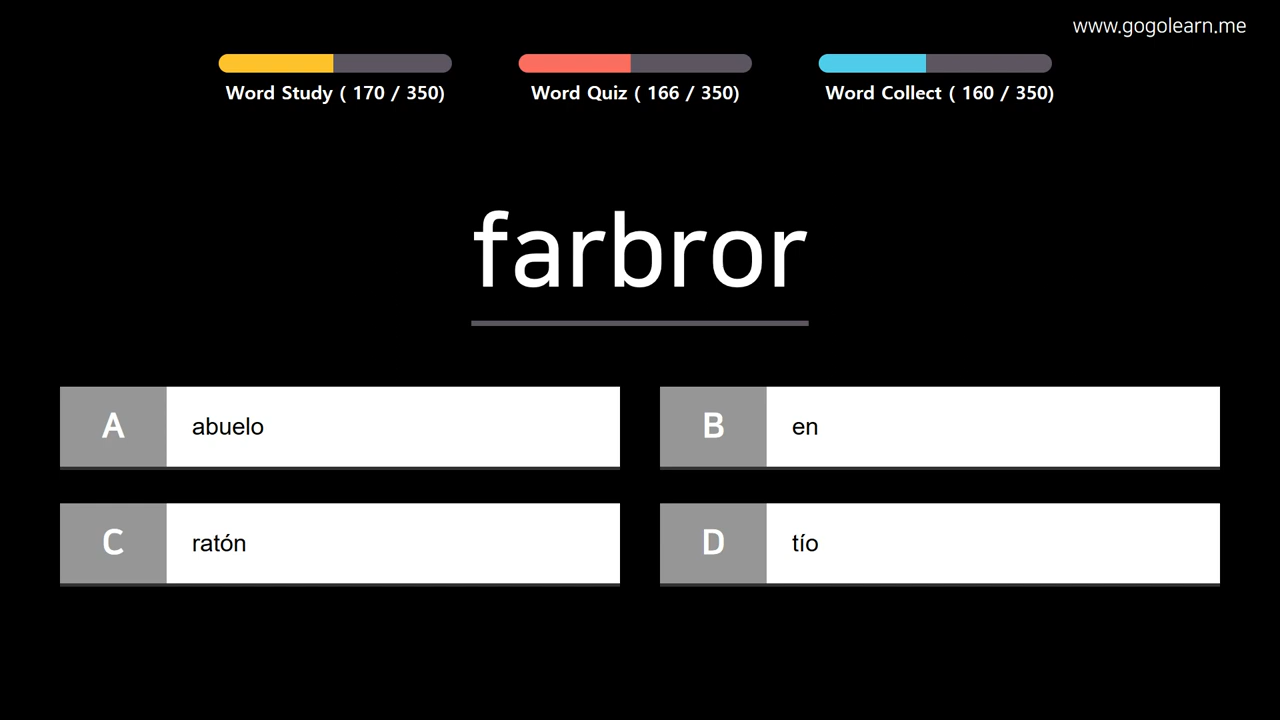 www.gogolearn.me
Word Study ( 170 / 350)
Word Quiz ( 166 / 350)
Word Collect ( 160 / 350)
farbror
A abuelo
B en
C ratón
D tío